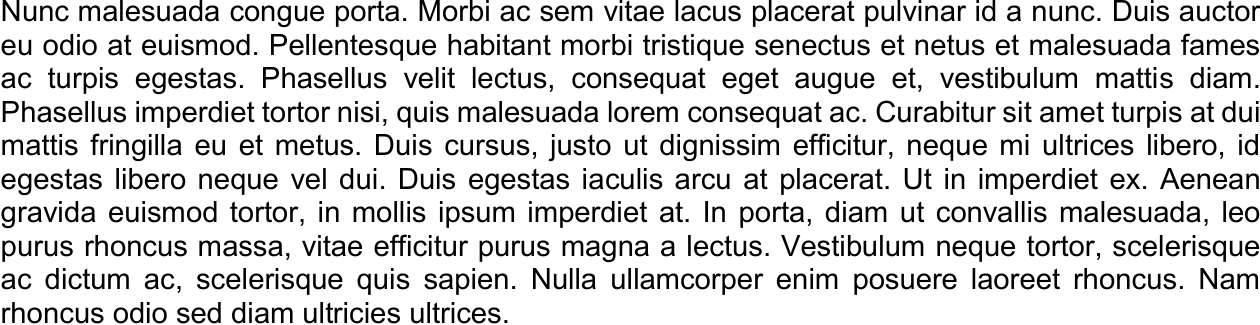 Nunc malesuada congue porta. Morbi ac sem vitae lacus placerat pulvinar id a nunc. Duis auctor
eu odio at euismod. Pellentesque habitant morbi tristique senectus et netus et malesuada fames
ac turpis egestas. Phasellus velit lectus, consequat eget augue et, vestibulum mattis diam.
Phasellus imperdiet tortor nisi, quis malesuada lorem consequat ac. Curabitur sit amet turpis at dui
mattis fringilla eu et metus. Duis cursus, justo ut dignissim efficitur, neque mi ultrices libero, id
egestas libero neque vel dui. Duis egestas iaculis arcu at placerat. Ut in imperdiet ex. Aenean
gravida euismod tortor, in mollis ipsum imperdiet at. In porta, diam ut convallis malesuada, leo
purus rhoncus massa, vitae efficitur purus magna a lectus. Vestibulum neque tortor, scelerisque
ac dictum ac, scelerisque quis sapien. Nulla ullamcorper enim posuere laoreet rhoncus. Nam
rhoncus odio sed diam ultricies ultrices.